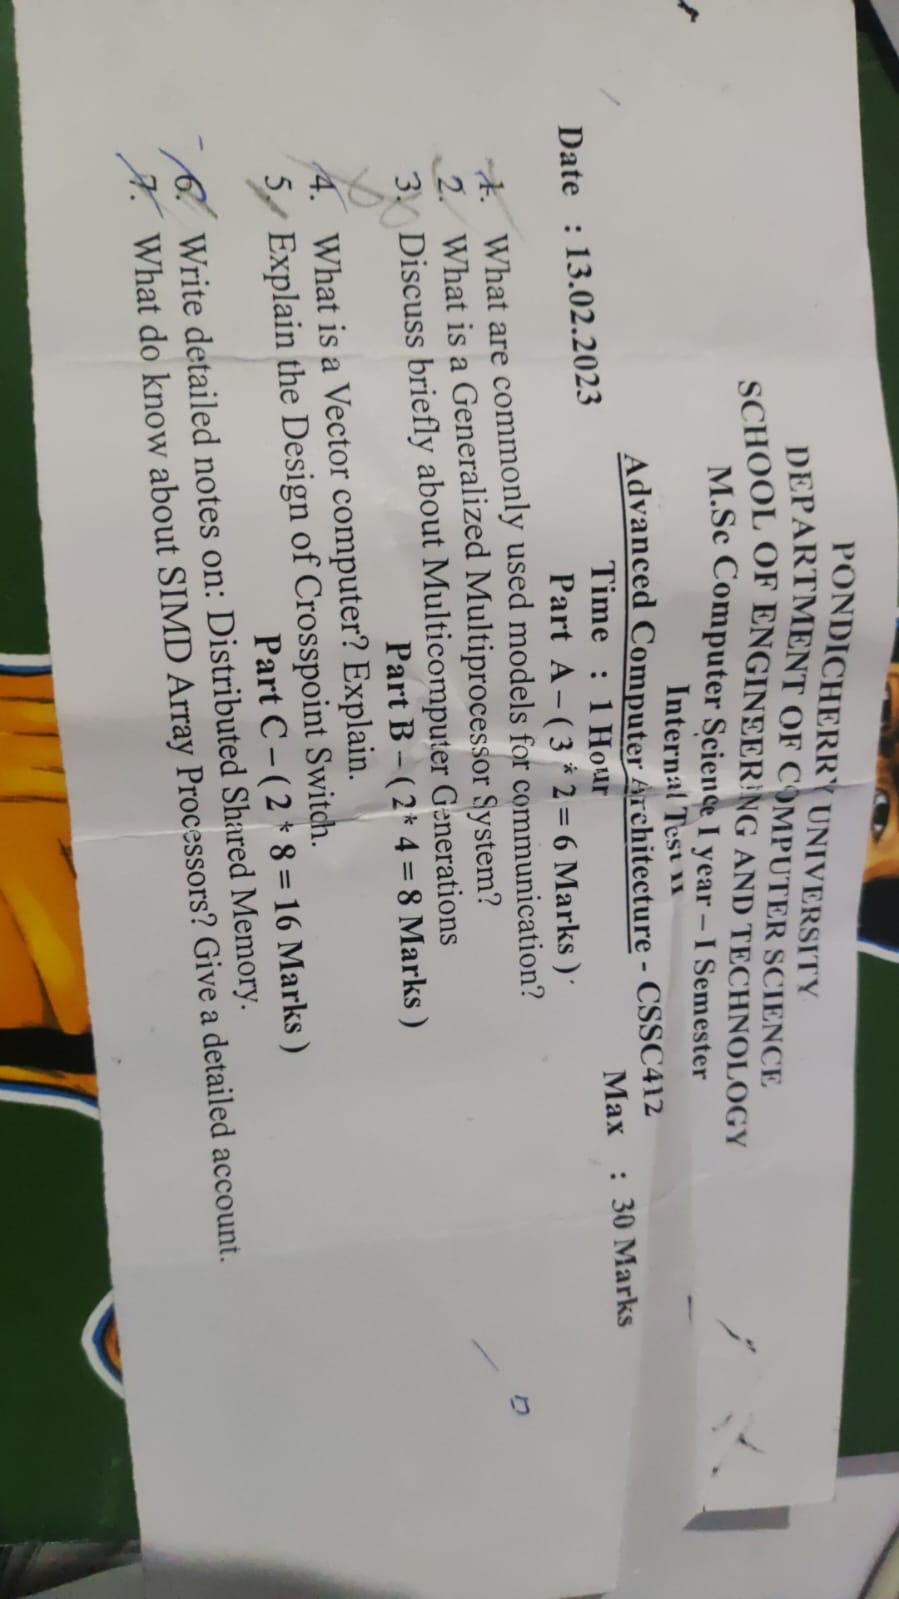 PONDICHERRY UNIVERSITY
DEPARTMENT OF COMPUTER SCIENCE
SCHOOL OF ENGINEERING AND TECHNOLOGY
M.Sc Computer Science I year – I Semester
Internal Test II
Advanced Computer Architecture - CSSC412
Date : 13.02.2023 Time : 1 Hour Max : 30 Marks
Part A – ( 3 * 2 = 6 Marks )
1. What are commonly used models for communication?
2. What is a Generalized Multiprocessor System?
3. Discuss briefly about Multicomputer Generations
Part B – ( 2* 4 = 8 Marks )
4. What is a Vector computer? Explain.
5. Explain the Design of Crosspoint Switch.
Part C – ( 2 * 8 = 16 Marks )
6. Write detailed notes on: Distributed Shared Memory.
7. What do know about SIMD Array Processors? Give a detailed account.